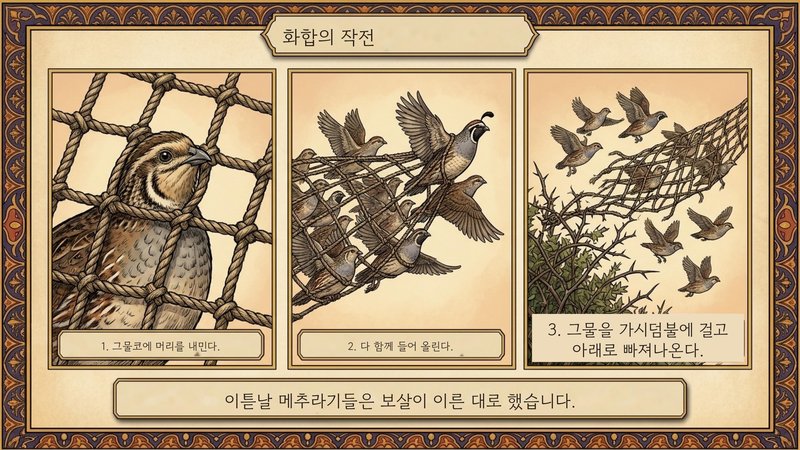 화합의 작전
1. 그물코에 머리를 내민다.
2. 다 함께 들어 올린다.
3. 그물을 가시덤불에 걸고
아래로 빠져나온다.
이튿날 메추라기들은 보살이 이른 대로 했습니다.